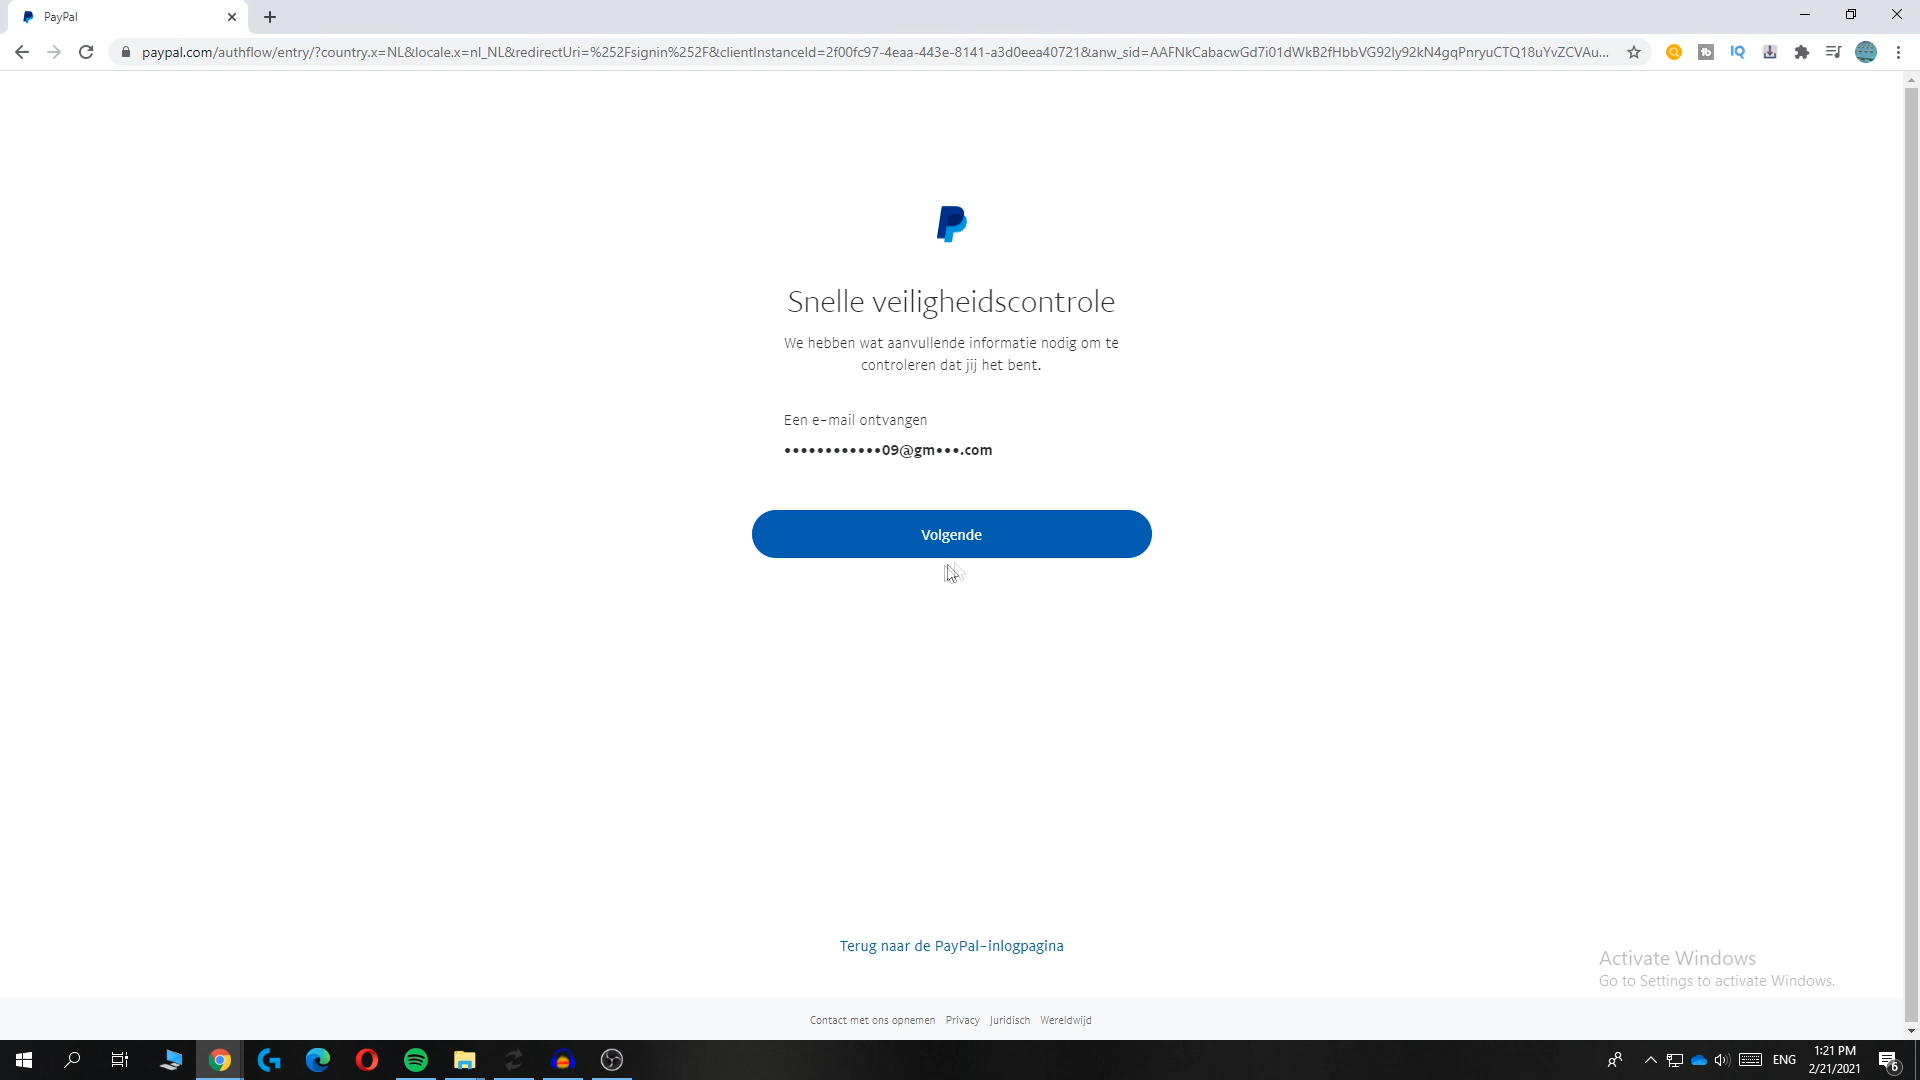 PayPal
paypal.com/authflow/entry/?country.x=NL&locale.x=nl_NL&redirectUri=%252Fsignin%252F&clientInstanceId=2f00fc97-4eaa-443e-8141-a3d0eea40721&anw_sid=AAFNkCabacwGd7i01dWkB2fHbbVG92ly92kN4gqPnryuCTQ18uYvZCVAu...
Snelle veiligheidscontrole
We hebben wat aanvullende informatie nodig om te
controleren dat jij het bent.
Een e-mail ontvangen
••••••••••••09@gm•••.com
Volgende
Terug naar de PayPal-inlogpagina
Activate Windows
Go to Settings to activate Windows.
Contact met ons opnemen Privacy Juridisch Wereldwijd
ENG
1:21 PM
2/21/2021
6